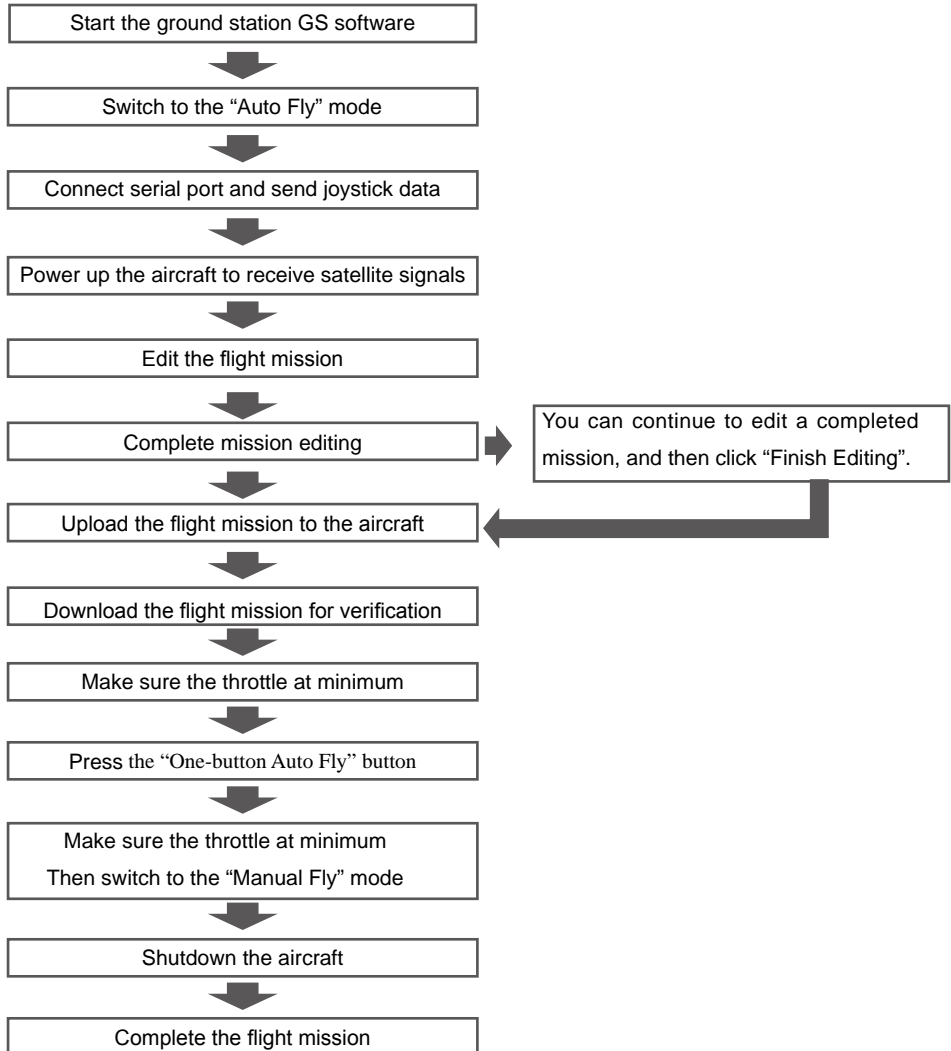 Start the ground station GS software
Switch to the “Auto Fly” mode
Connect serial port and send joystick data
Power up the aircraft to receive satellite signals
Edit the flight mission
Complete mission editing
You can continue to edit a completed
mission, and then click “Finish Editing”.
Upload the flight mission to the aircraft
Download the flight mission for verification
Make sure the throttle at minimum
Press the “One-button Auto Fly” button
Make sure the throttle at minimum
Then switch to the “Manual Fly” mode
Shutdown the aircraft
Complete the flight mission